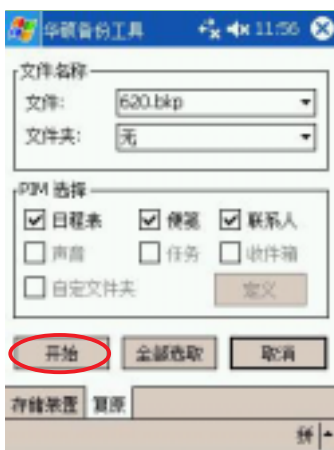 华硕备份工具 11:56
文件名称
文件: 620.bkp
文件夹: 无
PIM 选择
日程表 便笺 联系人
声音 任务 收件箱
自定文件夹 定义
开始 全部选取 取消
存储装置 复原
拼